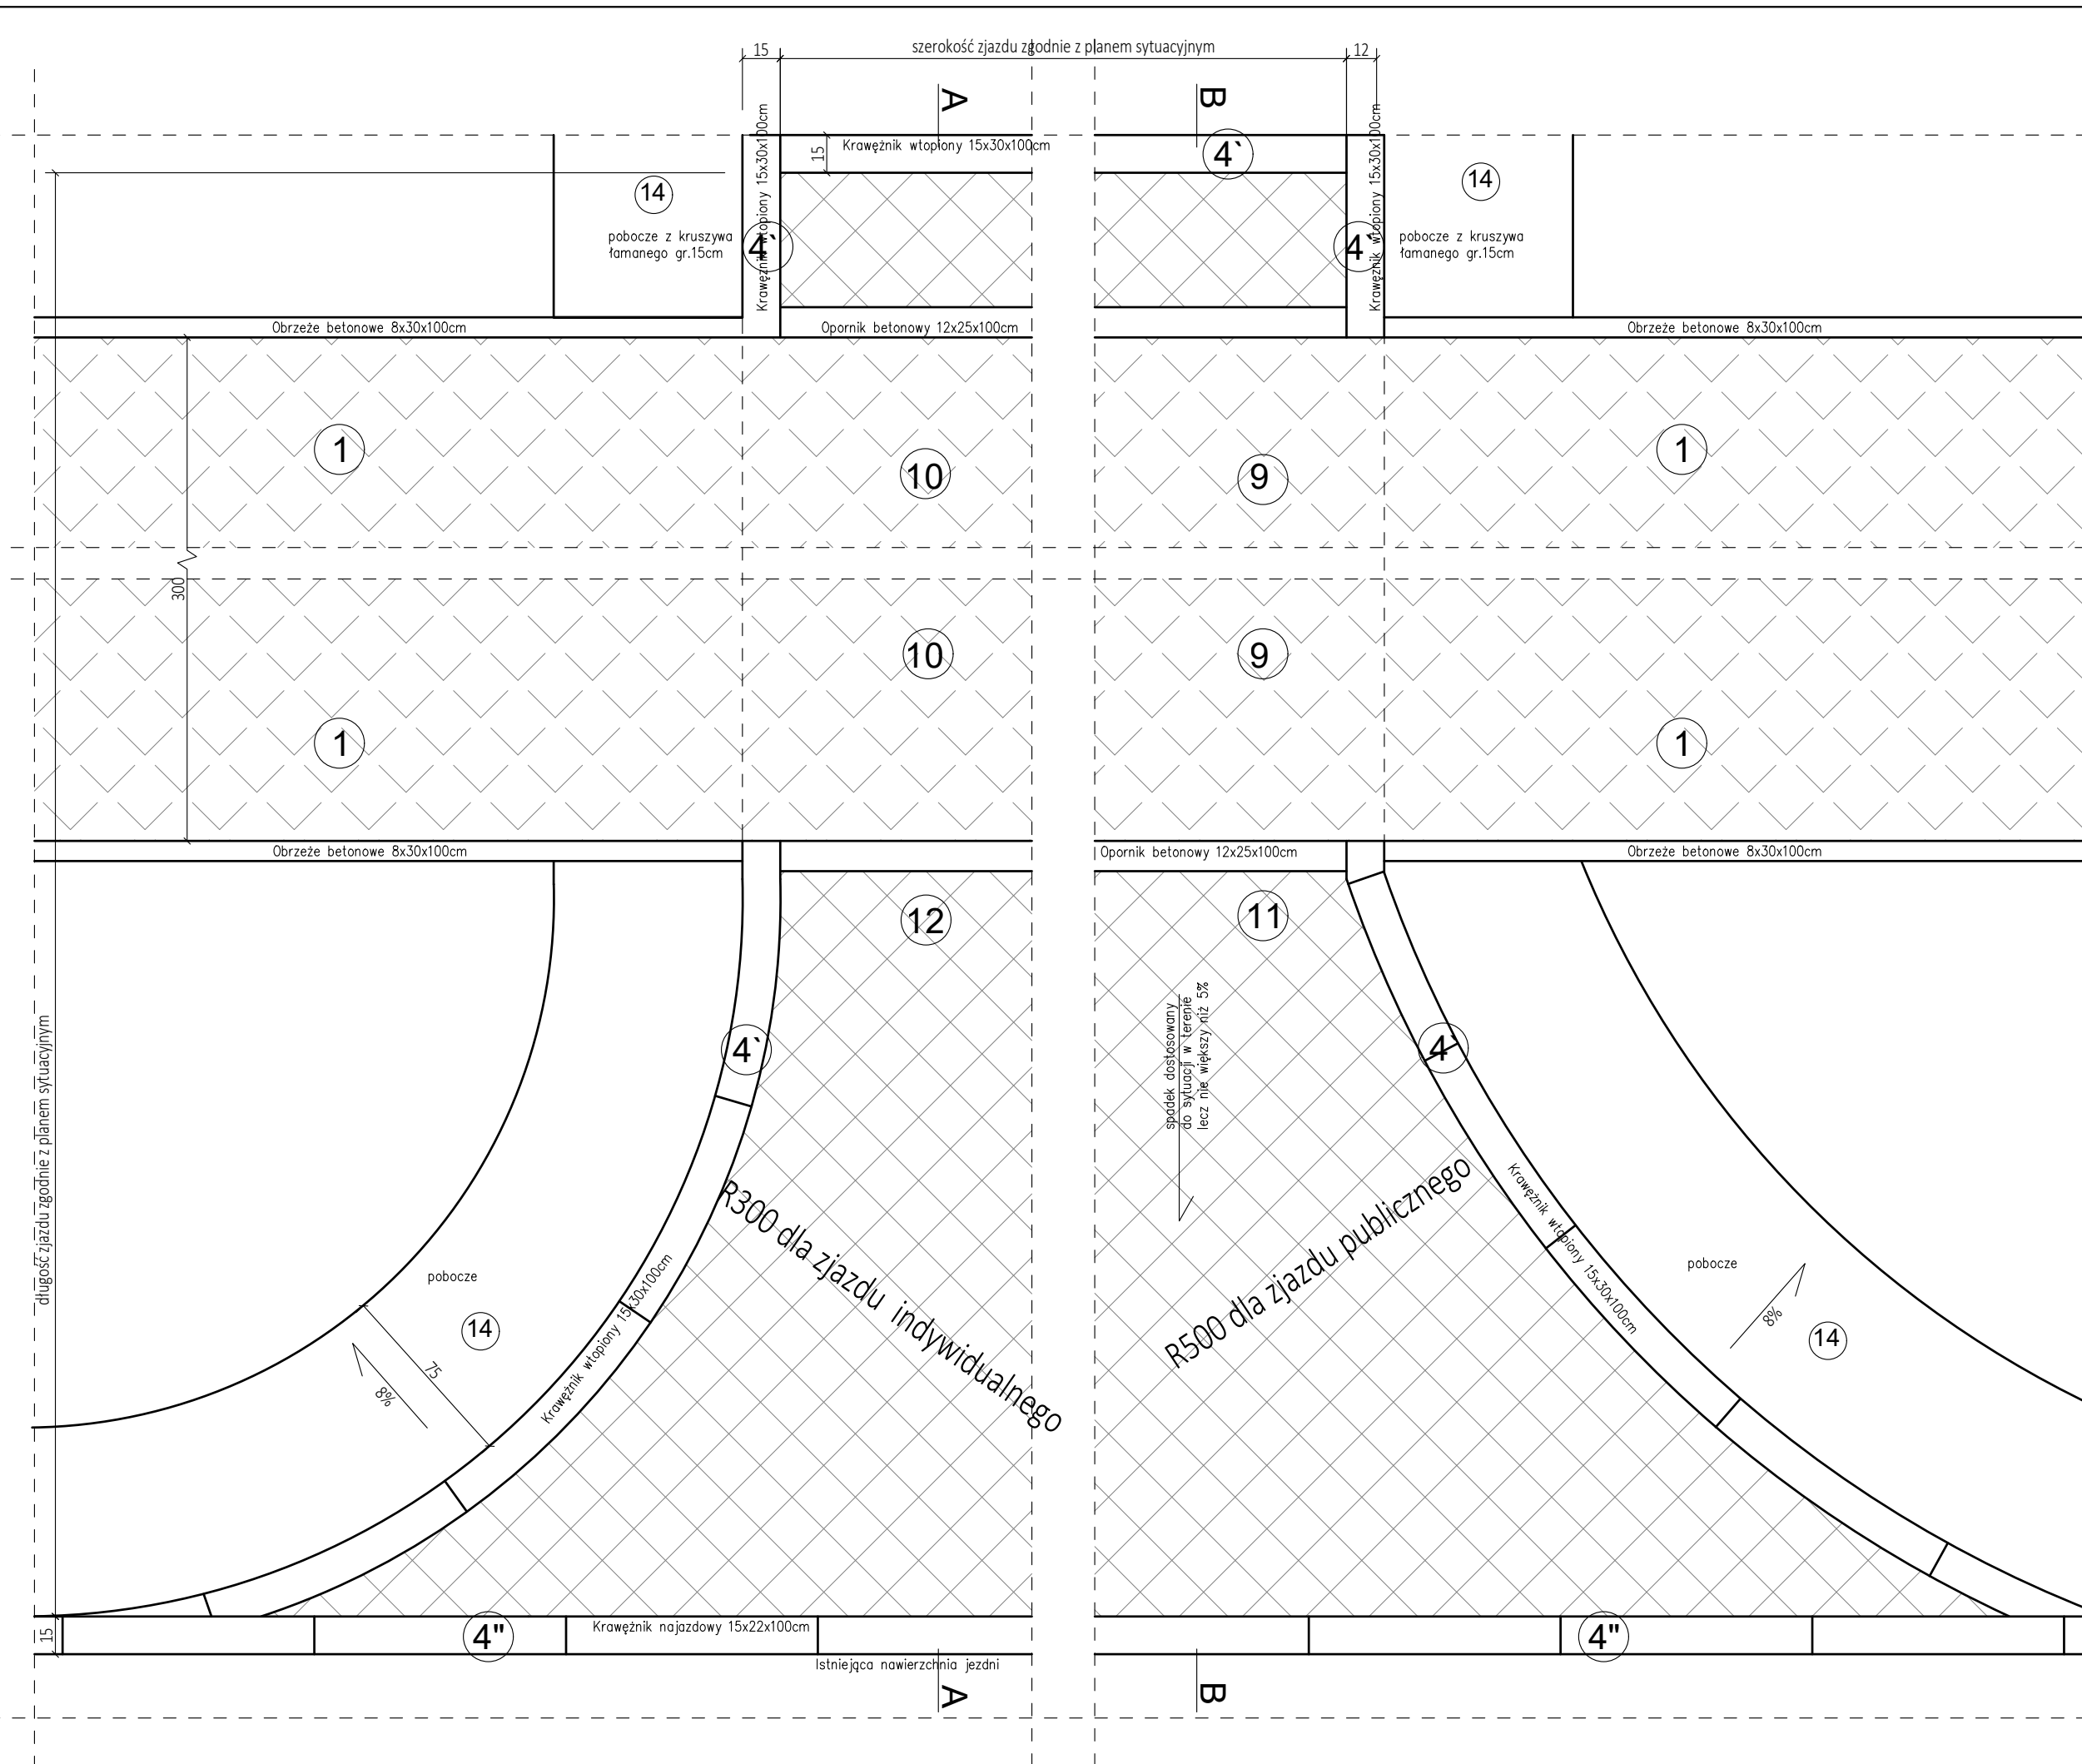 15
szerokość zjazdu zgodnie z planem sytuacyjnym
12
A
B
Krawężnik wtopiony 15x30x100cm
15
Krawężnik wtopiony 15x30x100cm
4`
Krawężnik wtopiony 15x30x100cm
14
pobocze z kruszywa
łamanego gr.15cm
4`
4`
14
pobocze z kruszywa
łamanego gr.15cm
Obrzeże betonowe 8x30x100cm
Opornik betonowy 12x25x100cm
Obrzeże betonowe 8x30x100cm
1
10
9
1
300
10
9
1
1
Obrzeże betonowe 8x30x100cm
Opornik betonowy 12x25x100cm
Obrzeże betonowe 8x30x100cm
12
11
spadek dostosowany
do sytuacji w terenie
lecz nie większy niż 5%
4`
4`
długość zjazdu zgodnie z planem sytuacyjnym
R300 dla zjazdu indywidualnego
R500 dla zjazdu publicznego
Krawężnik wtopiony 15x30x100cm
Krawężnik wtopiony 15x30x100cm
pobocze
14
75
8%
pobocze
8%
14
15
4"
Krawężnik najazdowy 15x22x100cm
4"
Istniejąca nawierzchnia jezdni
A
B